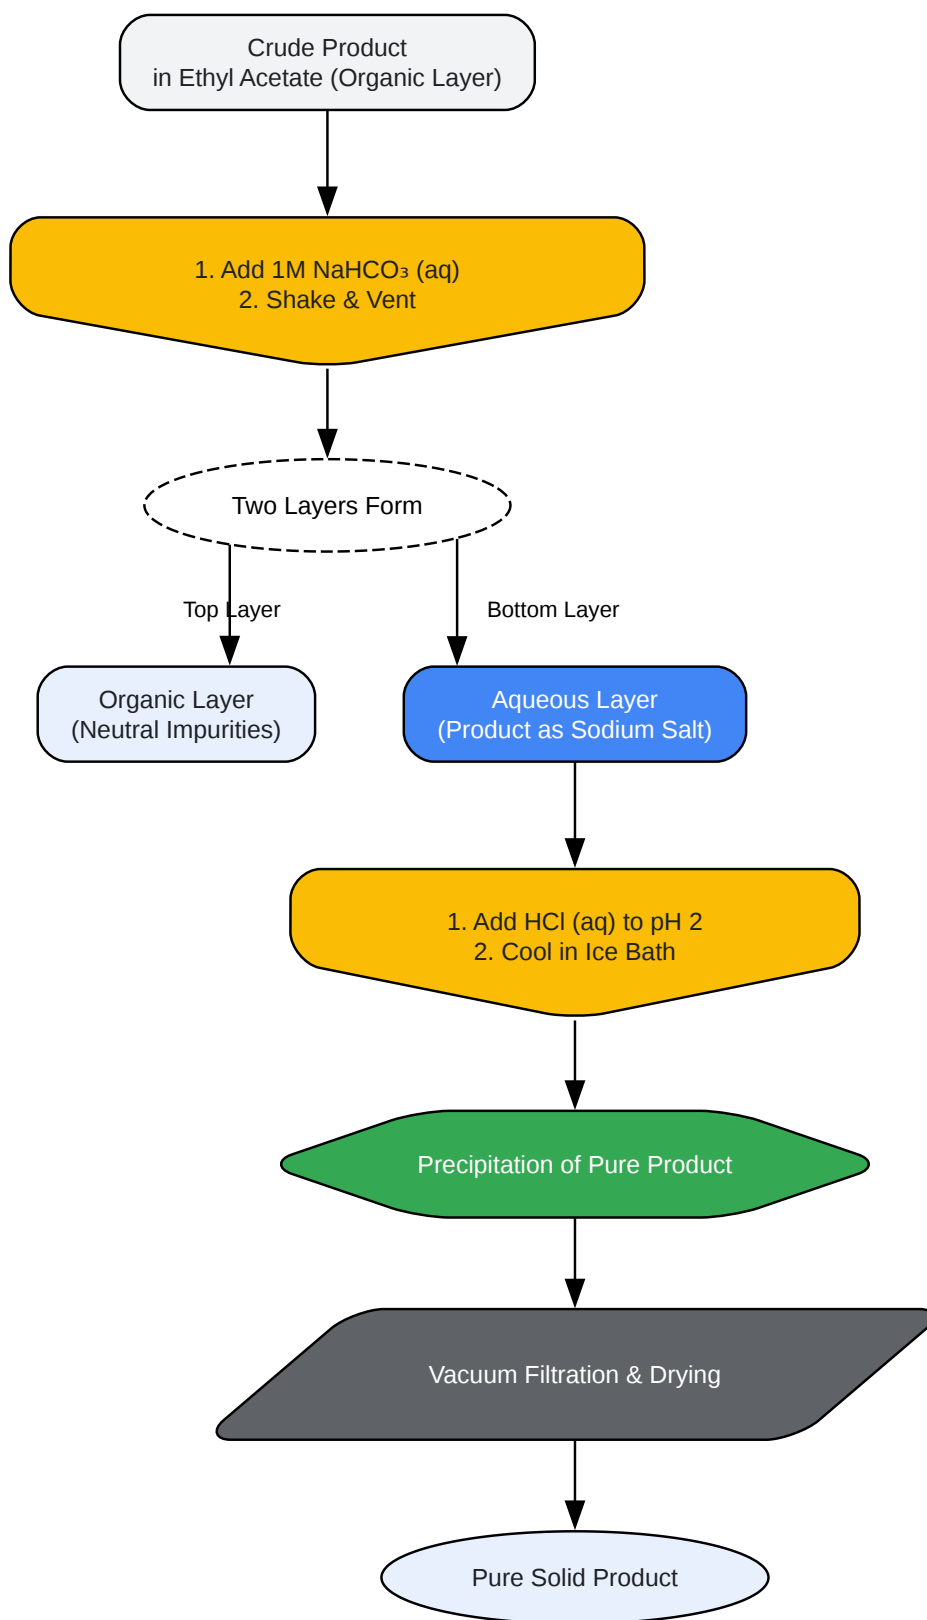 Crude Product
in Ethyl Acetate (Organic Layer)
1. Add 1M NaHCO₃ (aq)
2. Shake & Vent
Two Layers Form
Top Layer
Bottom Layer
Organic Layer
(Neutral Impurities)
Aqueous Layer
(Product as Sodium Salt)
1. Add HCl (aq) to pH 2
2. Cool in Ice Bath
Precipitation of Pure Product
Vacuum Filtration & Drying
Pure Solid Product